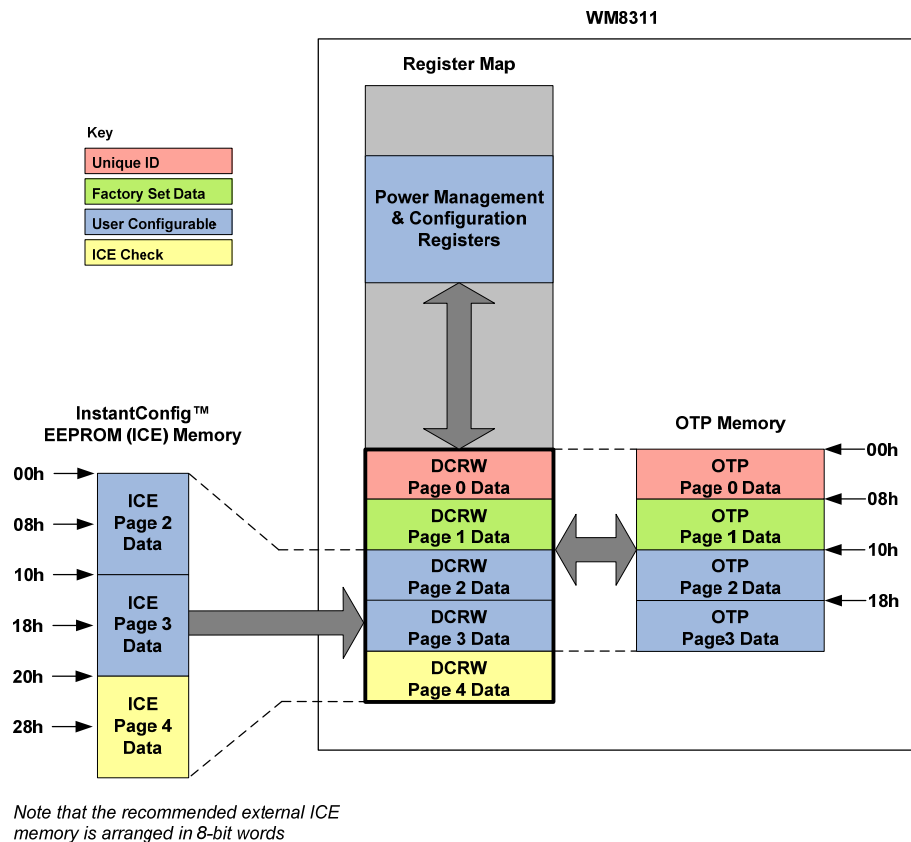 WM8311
Register Map
Key
Unique ID
Factory Set Data
User Configurable
ICE Check
Power Management
& Configuration
Registers
InstantConfig™
EEPROM (ICE) Memory
OTP Memory
00h
08h
10h
18h
20h
28h
ICE
Page 2
Data
ICE
Page 3
Data
ICE
Page 4
Data
DCRW
Page 0 Data
DCRW
Page 1 Data
DCRW
Page 2 Data
DCRW
Page 3 Data
DCRW
Page 4 Data
OTP
Page 0 Data
OTP
Page 1 Data
OTP
Page 2 Data
OTP
Page3 Data
00h
08h
10h
18h
Note that the recommended external ICE
memory is arranged in 8-bit words